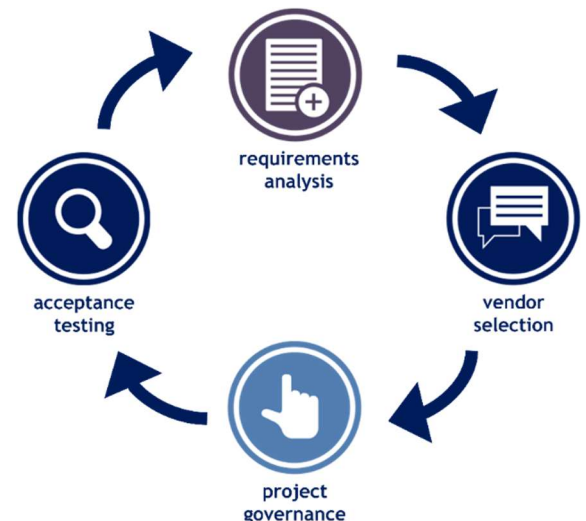 requirements
analysis
vendor
selection
project
governance
acceptance
testing